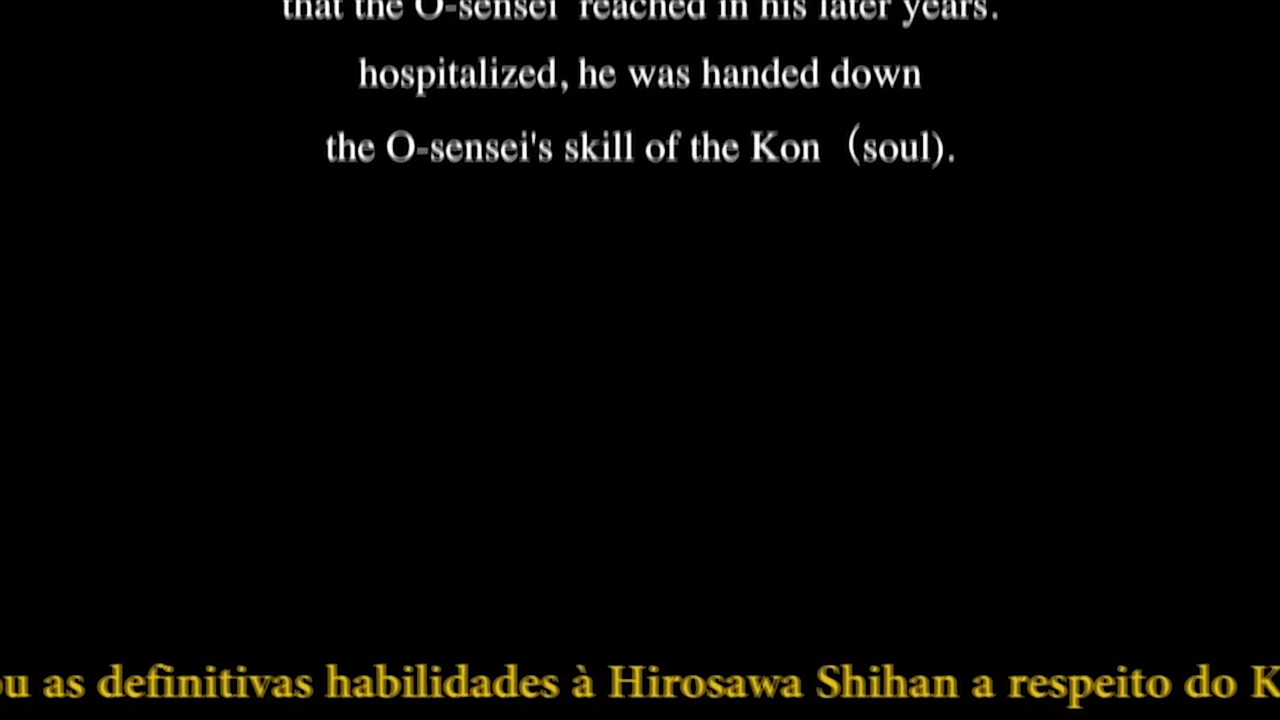 that the O-sensei reached in his later years.
hospitalized, he was handed down
the O-sensei's skill of the Kon （soul).
as definitivas habilidades à Hirosawa Shihan a respeito do